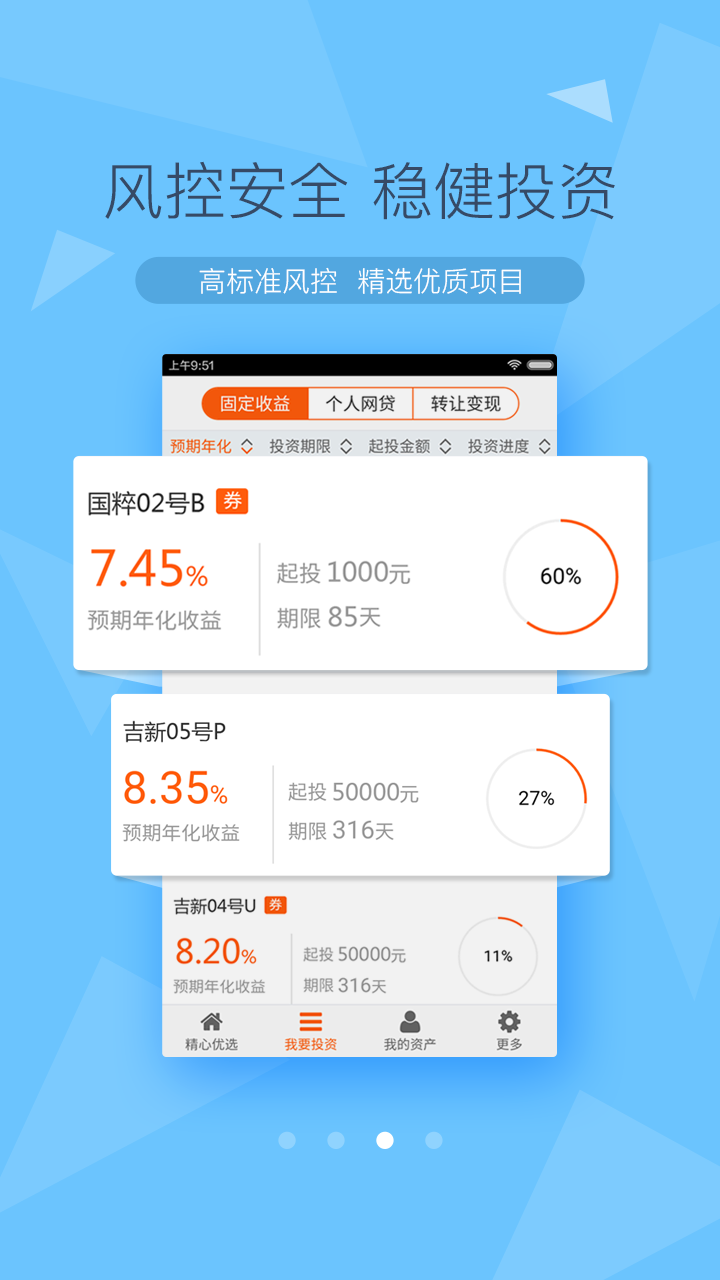 风控安全 稳健投资
高标准风控 精选优质项目
上午9:51
固定收益 个人网贷 转让变现
预期年化 投资期限 起投金额 投资进度
国粹02号B 券
7.45% 起投 1000元 60%
预期年化收益 期限 85天
吉新05号P
8.35% 起投 50000元 27%
预期年化收益 期限 316天
吉新04号U 券
8.20% 起投 50000元 11%
预期年化收益 期限 316天
精心优选 我要投资 我的资产 更多